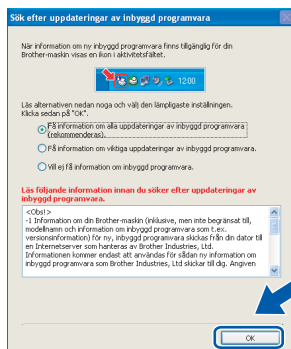 Sök efter uppdateringar av inbyggd programvara
När information om ny inbyggd programvara finns tillgänglig för din
Brother-maskin visas en ikon i aktivitetsfältet.
12:00
Läs alternativen nedan noga och välj den lämpligaste inställningen.
Klicka sedan på "OK".
Få information om alla uppdateringar av inbyggd programvara
(rekommenderas).
Få information om viktiga uppdateringar av inbyggd programvara.
Vill ej få information om inbyggd programvara.
Läs följande information innan du söker efter uppdateringar av
inbyggd programvara.
<Obs!>
-1 Information om din Brother-maskin (inklusive, men inte begränsat till,
modellnamn och information om inbyggd programvara som t.ex.
versionsinformation) för ny, inbyggd programvara skickas från din dator till
en Internetserver som hanteras av Brother Industries, Ltd.
Informationen kommer endast att användas för sådan ny information om
inbyggd programvara som Brother Industries, Ltd skickar till dig. Angiven
OK